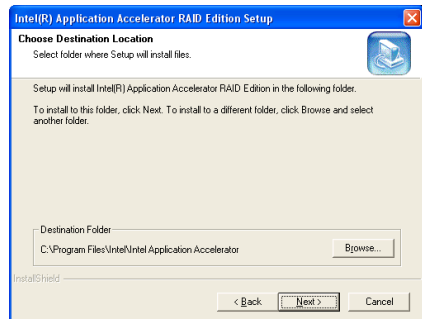 Intel(R) Application Accelerator RAID Edition Setup
Choose Destination Location
Select folder where Setup will install files.
Setup will install Intel(R) Application Accelerator RAID Edition in the following folder.
To install to this folder, click Next. To install to a different folder, click Browse and select
another folder.
Destination Folder
C:\Program Files\Intel\Intel Application Accelerator
Browse...
InstallShield
< Back
Next >
Cancel